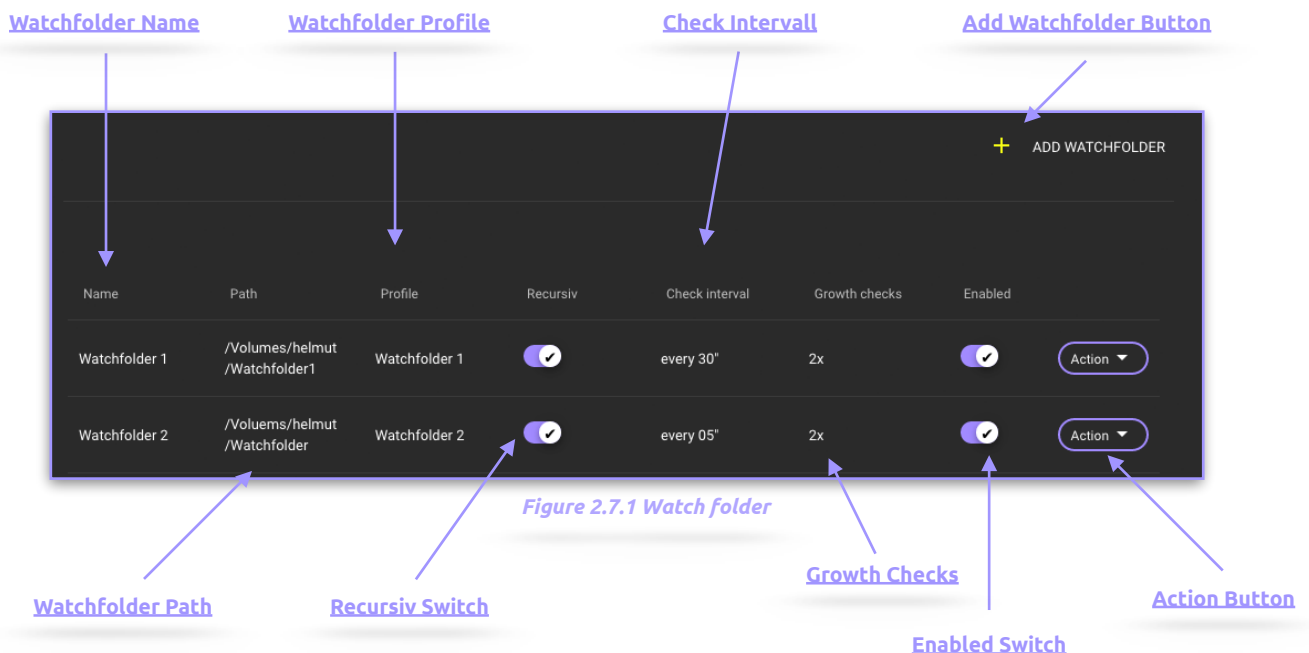 Watchfolder Name Watchfolder Profile Check Intervall Add Watchfolder Button
ADD WATCHFOLDER
Name Path Profile Recursiv Check interval Growth checks Enabled
Watchfolder 1 /Volumes/helmut Watchfolder 1 every 30" 2x Action
/Watchfolder1
Watchfolder 2 /Voluems/helmut Watchfolder 2 every 05" 2x Action
/Watchfolder
Figure 2.7.1 Watch folder
Growth Checks
Watchfolder Path Recursiv Switch Action Button
Enabled Switch